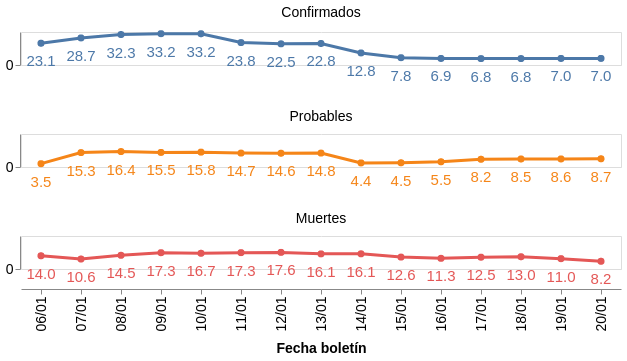 Confirmados
0
23.1 28.7 32.3 33.2 33.2 23.8 22.5 22.8 12.8 7.8 6.9 6.8 6.8 7.0 7.0
Probables
0
3.5 15.3 16.4 15.5 15.8 14.7 14.6 14.8 4.4 4.5 5.5 8.2 8.5 8.6 8.7
Muertes
0
14.0 10.6 14.5 17.3 16.7 17.3 17.6 16.1 16.1 12.6 11.3 12.5 13.0 11.0 8.2
06/01 07/01 08/01 09/01 10/01 11/01 12/01 13/01 14/01 15/01 16/01 17/01 18/01 19/01 20/01
Fecha boletín